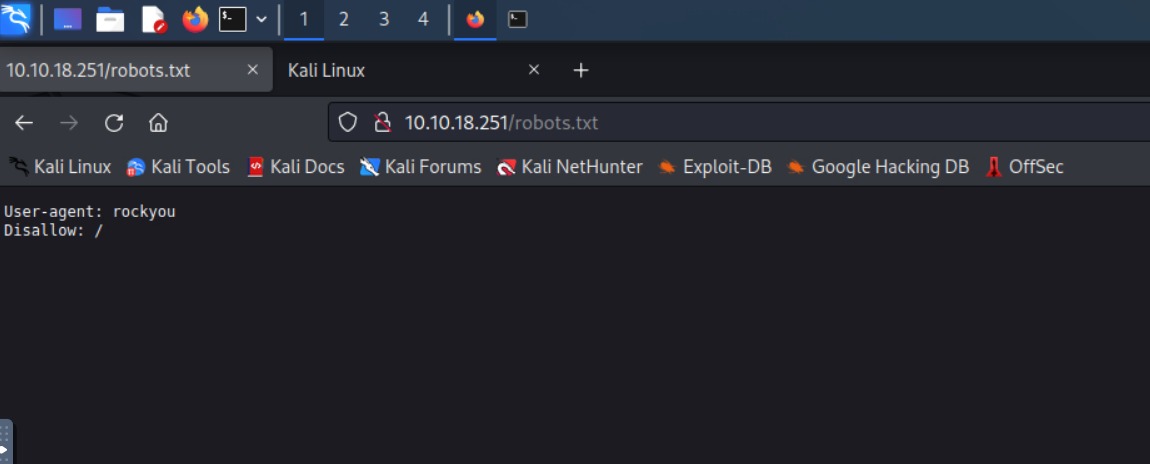 1 2 3 4
10.10.18.251/robots.txt
Kali Linux
10.10.18.251/robots.txt
Kali Linux Kali Tools Kali Docs Kali Forums Kali NetHunter Exploit-DB Google Hacking DB OffSec
User-agent: rockyou
Disallow: /